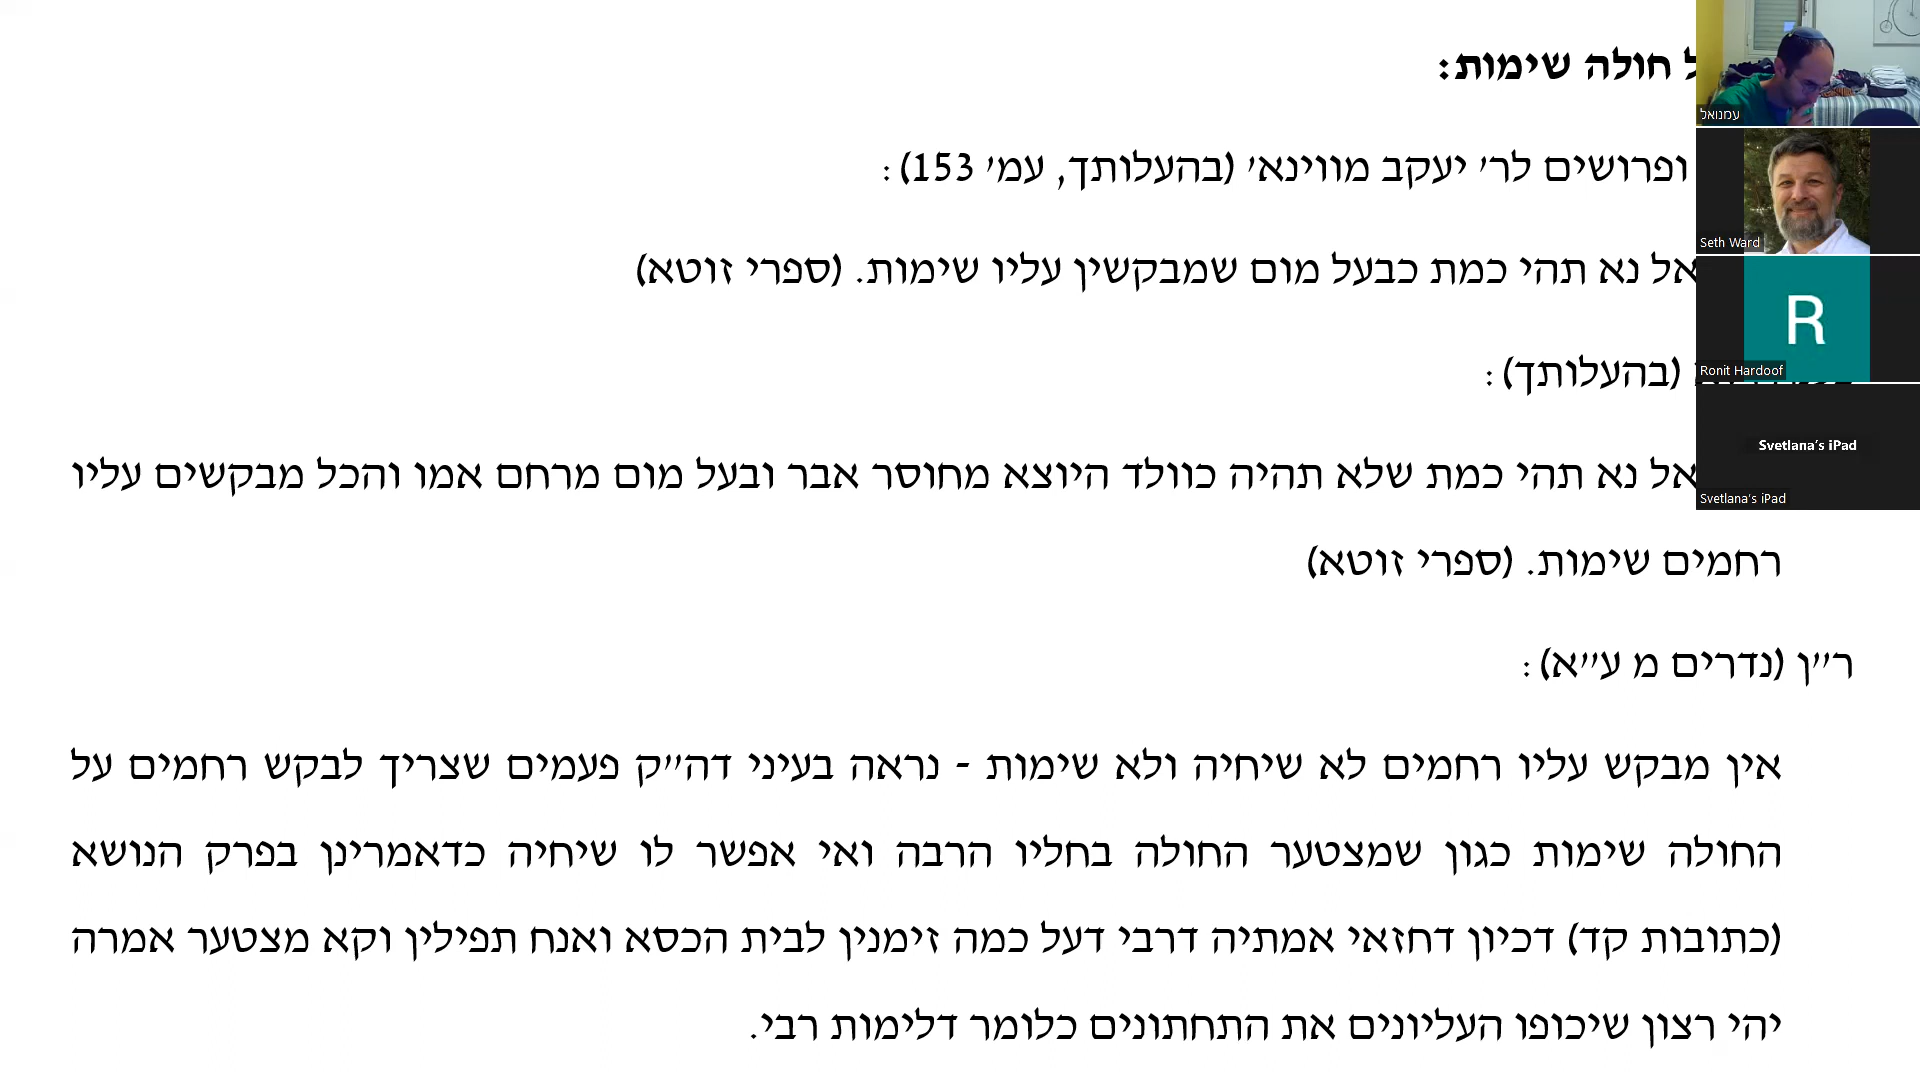 חולה שימות:
ופרושים לר׳ יעקב מווינא׳ (בהעלותך, עמ׳ 153):
אל נא תהי כמת כבעל מום שמבקשין עליו שימות. (ספרי זוטא)
(בהעלותך):
אל נא תהי כמת שלא תהיה כוולד היוצא מחוסר אבר ובעל מום מרחם אמו והכל מבקשים עליו
רחמים שימות. (ספרי זוטא)
ר״ן (נדרים מ ע״א):
אין מבקש עליו רחמים לא שיחיה ולא שימות - נראה בעיני דה״ק פעמים שצריך לבקש רחמים על
החולה שימות כגון שמצטער החולה בחליו הרבה ואי אפשר לו שיחיה כדאמרינן בפרק הנושא
(כתובות קד) דכיון דחזאי אמתיה דרבי דעל כמה זימנין לבית הכסא ואנח תפילין וקא מצטער אמרה
יהי רצון שיכופו העליונים את התחתונים כלומר דלימות רבי.
עמנואל
Seth Ward
R
Ronit Hardoof
Svetlana's iPad
Svetlana's iPad